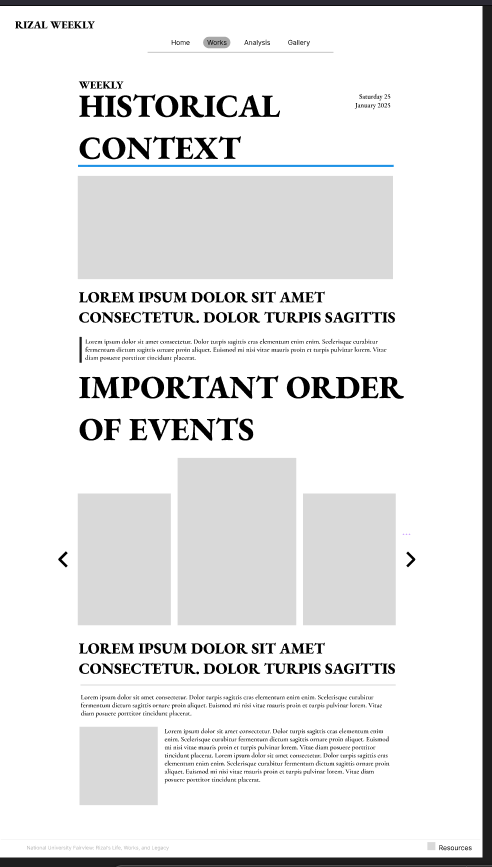 RIZAL WEEKLY
Home Works Analysis Gallery
WEEKLY
HISTORICAL
CONTEXT
Saturday 25
January 2025
LOREM IPSUM DOLOR SIT AMET
CONSECTETUR. DOLOR TURPIS SAGITTIS
Lorem ipsum dolor sit amet consectetur. Dolor turpis sagittis cras elementum enim enim. Scelerisque curabitur
fermentum dictum sagittis ornare proin aliquet. Euismod mi nisi vitae mauris proin et turpis pulvinar lorem. Vitae
diam posuere porttitor tincidunt placerat.
IMPORTANT ORDER
OF EVENTS
LOREM IPSUM DOLOR SIT AMET
CONSECTETUR. DOLOR TURPIS SAGITTIS
Lorem ipsum dolor sit amet consectetur. Dolor turpis sagittis cras elementum enim enim. Scelerisque curabitur
fermentum dictum sagittis ornare proin aliquet. Euismod mi nisi vitae mauris proin et turpis pulvinar lorem. Vitae
diam posuere porttitor tincidunt placerat.
Lorem ipsum dolor sit amet consectetur. Dolor turpis sagittis cras elementum enim
enim. Scelerisque curabitur fermentum dictum sagittis ornare proin aliquet. Euismod
mi nisi vitae mauris proin et turpis pulvinar lorem. Vitae diam posuere porttitor
tincidunt placerat. Lorem ipsum dolor sit amet consectetur. Dolor turpis sagittis cras
elementum enim enim. Scelerisque curabitur fermentum dictum sagittis ornare proin
aliquet. Euismod mi nisi vitae mauris proin et turpis pulvinar lorem. Vitae diam
posuere porttitor tincidunt placerat.
National University Fairview: Rizal's Life, Works, and Legacy
Resources